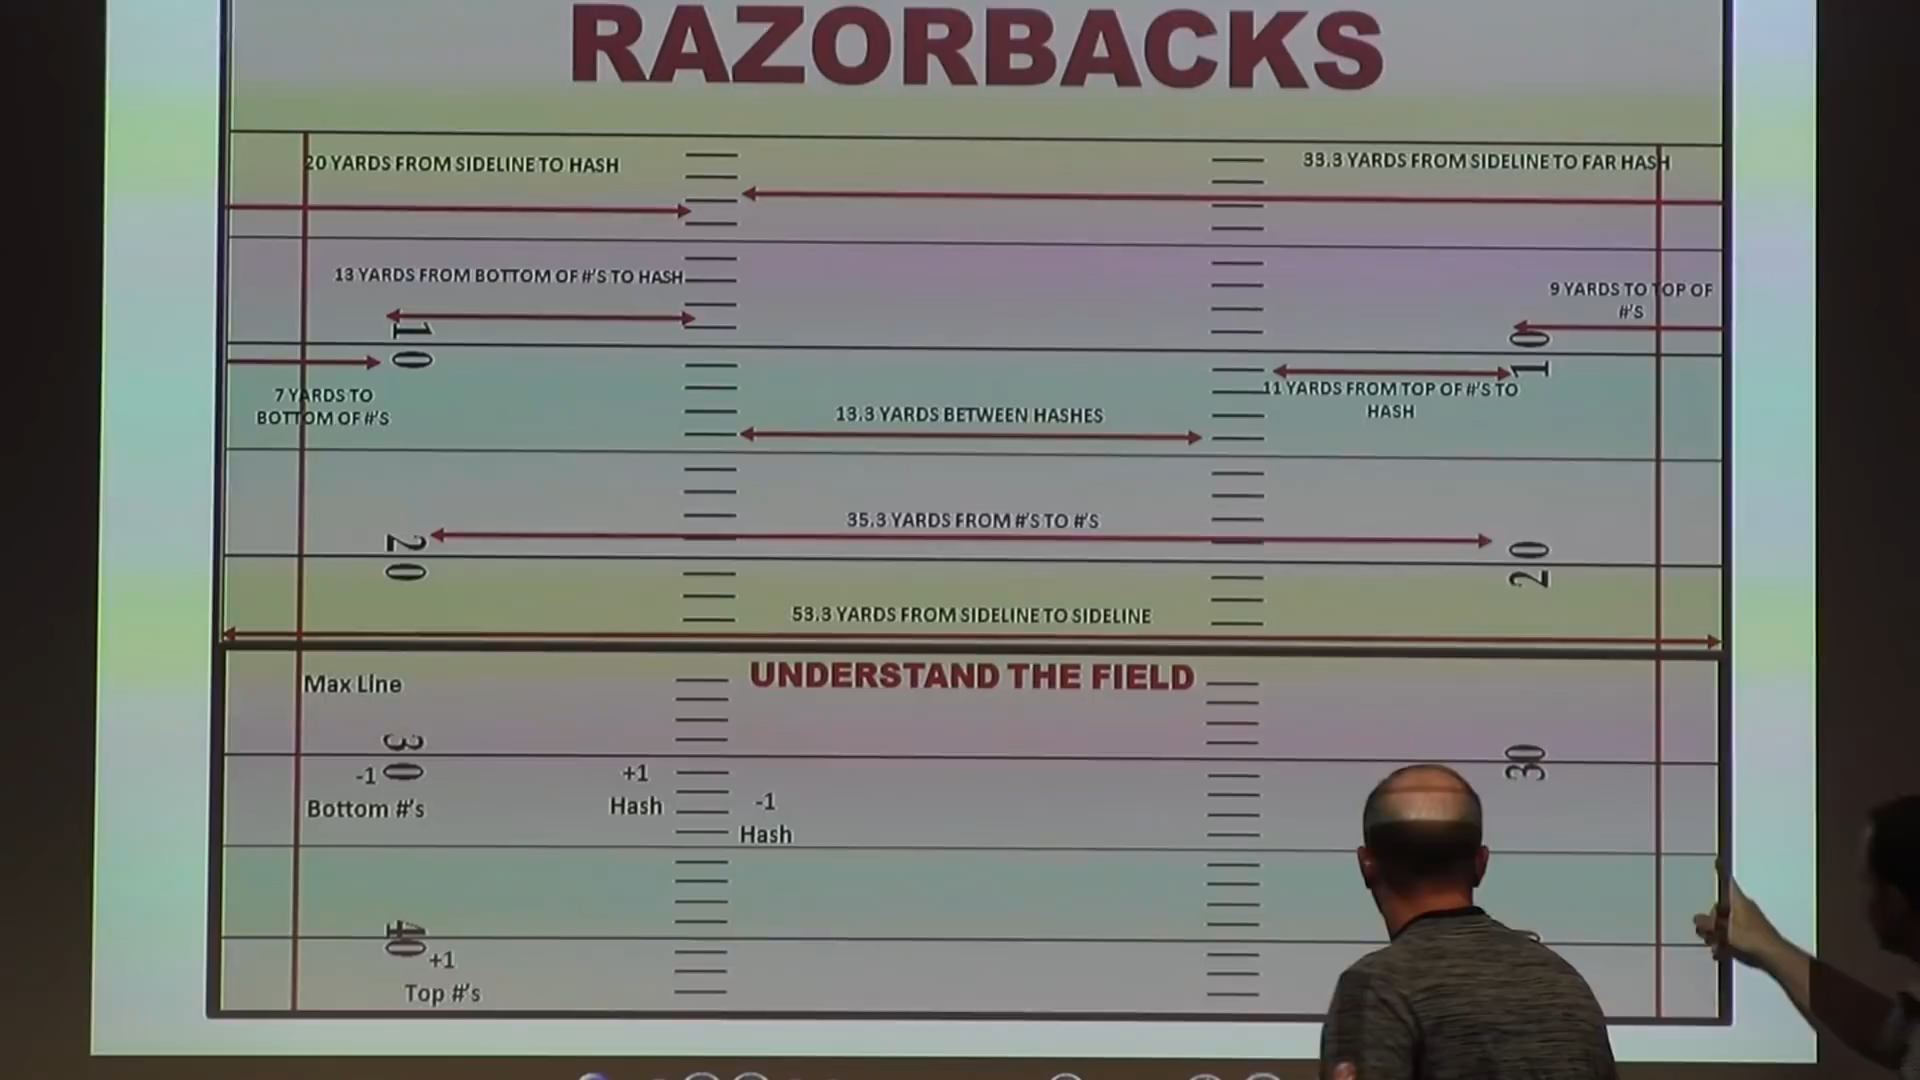 RAZORBACKS
20 YARDS FROM SIDELINE TO HASH
33.3 YARDS FROM SIDELINE TO FAR HASH
13 YARDS FROM BOTTOM OF #'S TO HASH
9 YARDS TO TOP OF
#'S
10
10
7 YARDS TO
BOTTOM OF #'S
13.3 YARDS BETWEEN HASHES
11 YARDS FROM TOP OF #'S TO
HASH
35.3 YARDS FROM #'S TO #'S
20
20
53.3 YARDS FROM SIDELINE TO SIDELINE
UNDERSTAND THE FIELD
Max Line
30
30
-1
Bottom #'s
+1
Hash
-1
Hash
40
+1
Top #'s